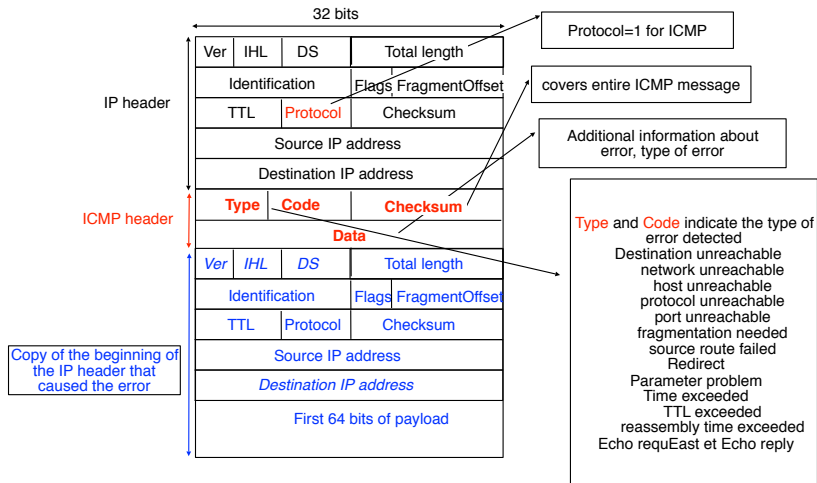 32 bits
Ver IHL DS Total length
Identification Flags FragmentOffset
TTL Protocol Checksum
Source IP address
Destination IP address
IP header
Type Code Checksum
Data
ICMP header
Ver IHL DS Total length
Identification Flags FragmentOffset
TTL Protocol Checksum
Source IP address
Destination IP address
First 64 bits of payload
Copy of the beginning of
the IP header that
caused the error
Protocol=1 for ICMP
covers entire ICMP message
Additional information about
error, type of error
Type and Code indicate the type of
error detected
Destination unreachable
network unreachable
host unreachable
protocol unreachable
port unreachable
fragmentation needed
source route failed
Redirect
Parameter problem
Time exceeded
TTL exceeded
reassembly time exceeded
Echo requEast et Echo reply